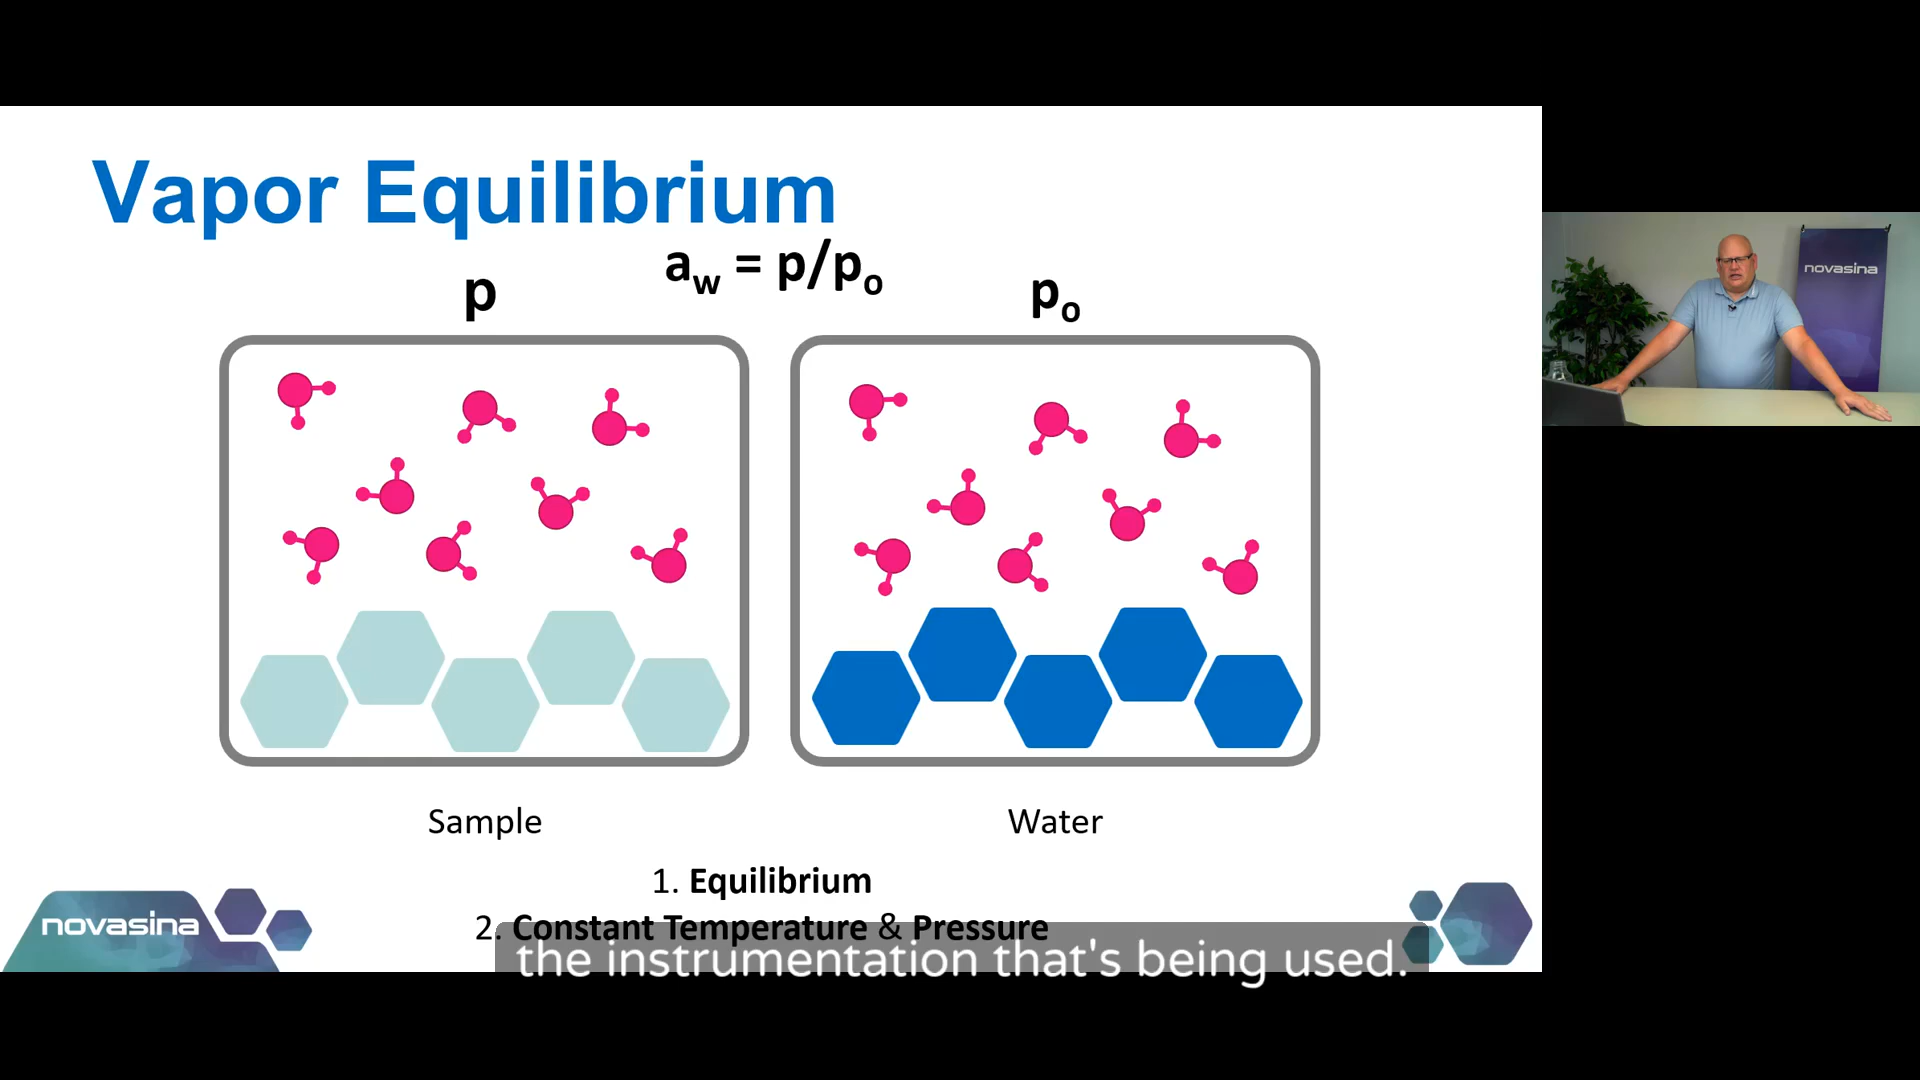 Vapor Equilibrium
aw = p/po
p
po
novasina
Sample
Water
1. Equilibrium
2. Constant Temperature & Pressure
novasina
the instrumentation that's being used.